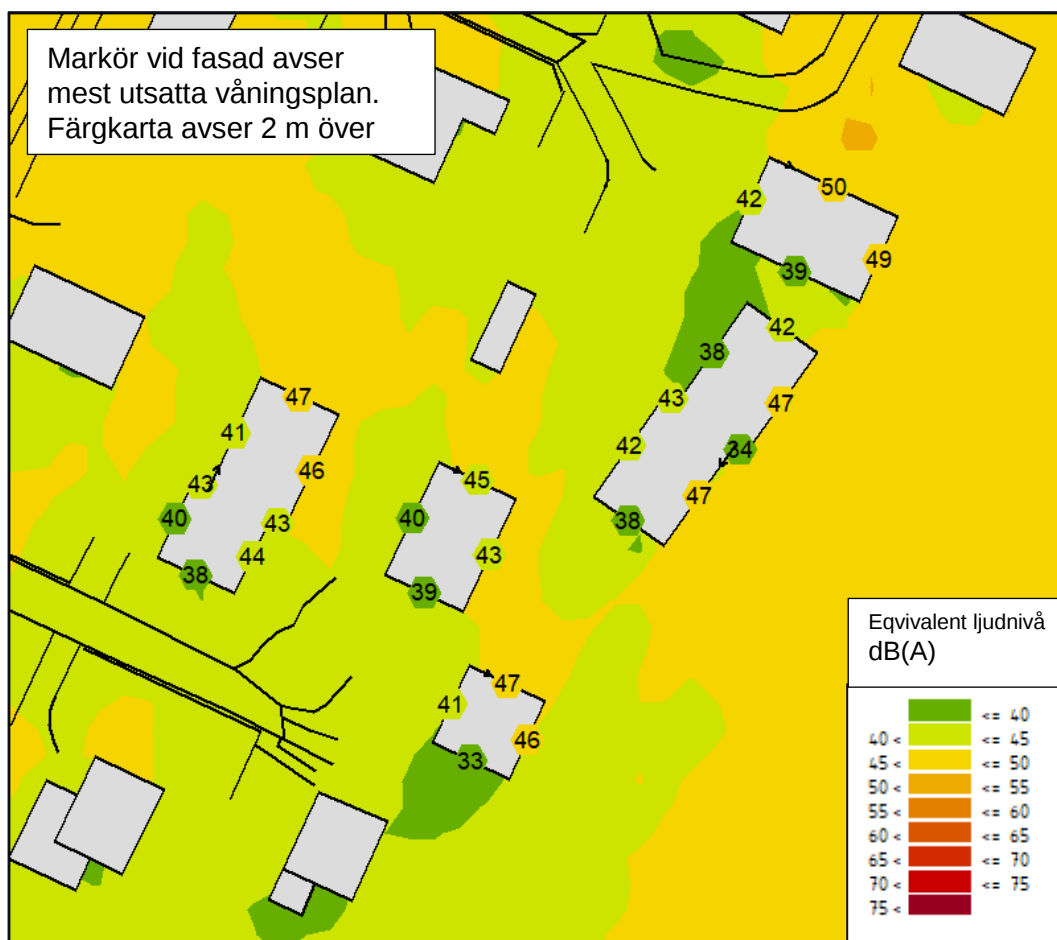 Markör vid fasad avser
mest utsatta våningsplan.
Färgkarta avser 2 m över
50
42
49
39
42
38
47
43
42
34
47
38
47
41
46
43
40
43
44
38
45
40
43
39
47
41
46
33
Eqvivalent ljudnivå
dB(A)
<= 40
40 < <= 45
45 < <= 50
50 < <= 55
55 < <= 60
60 < <= 65
65 < <= 70
70 < <= 75
75 <